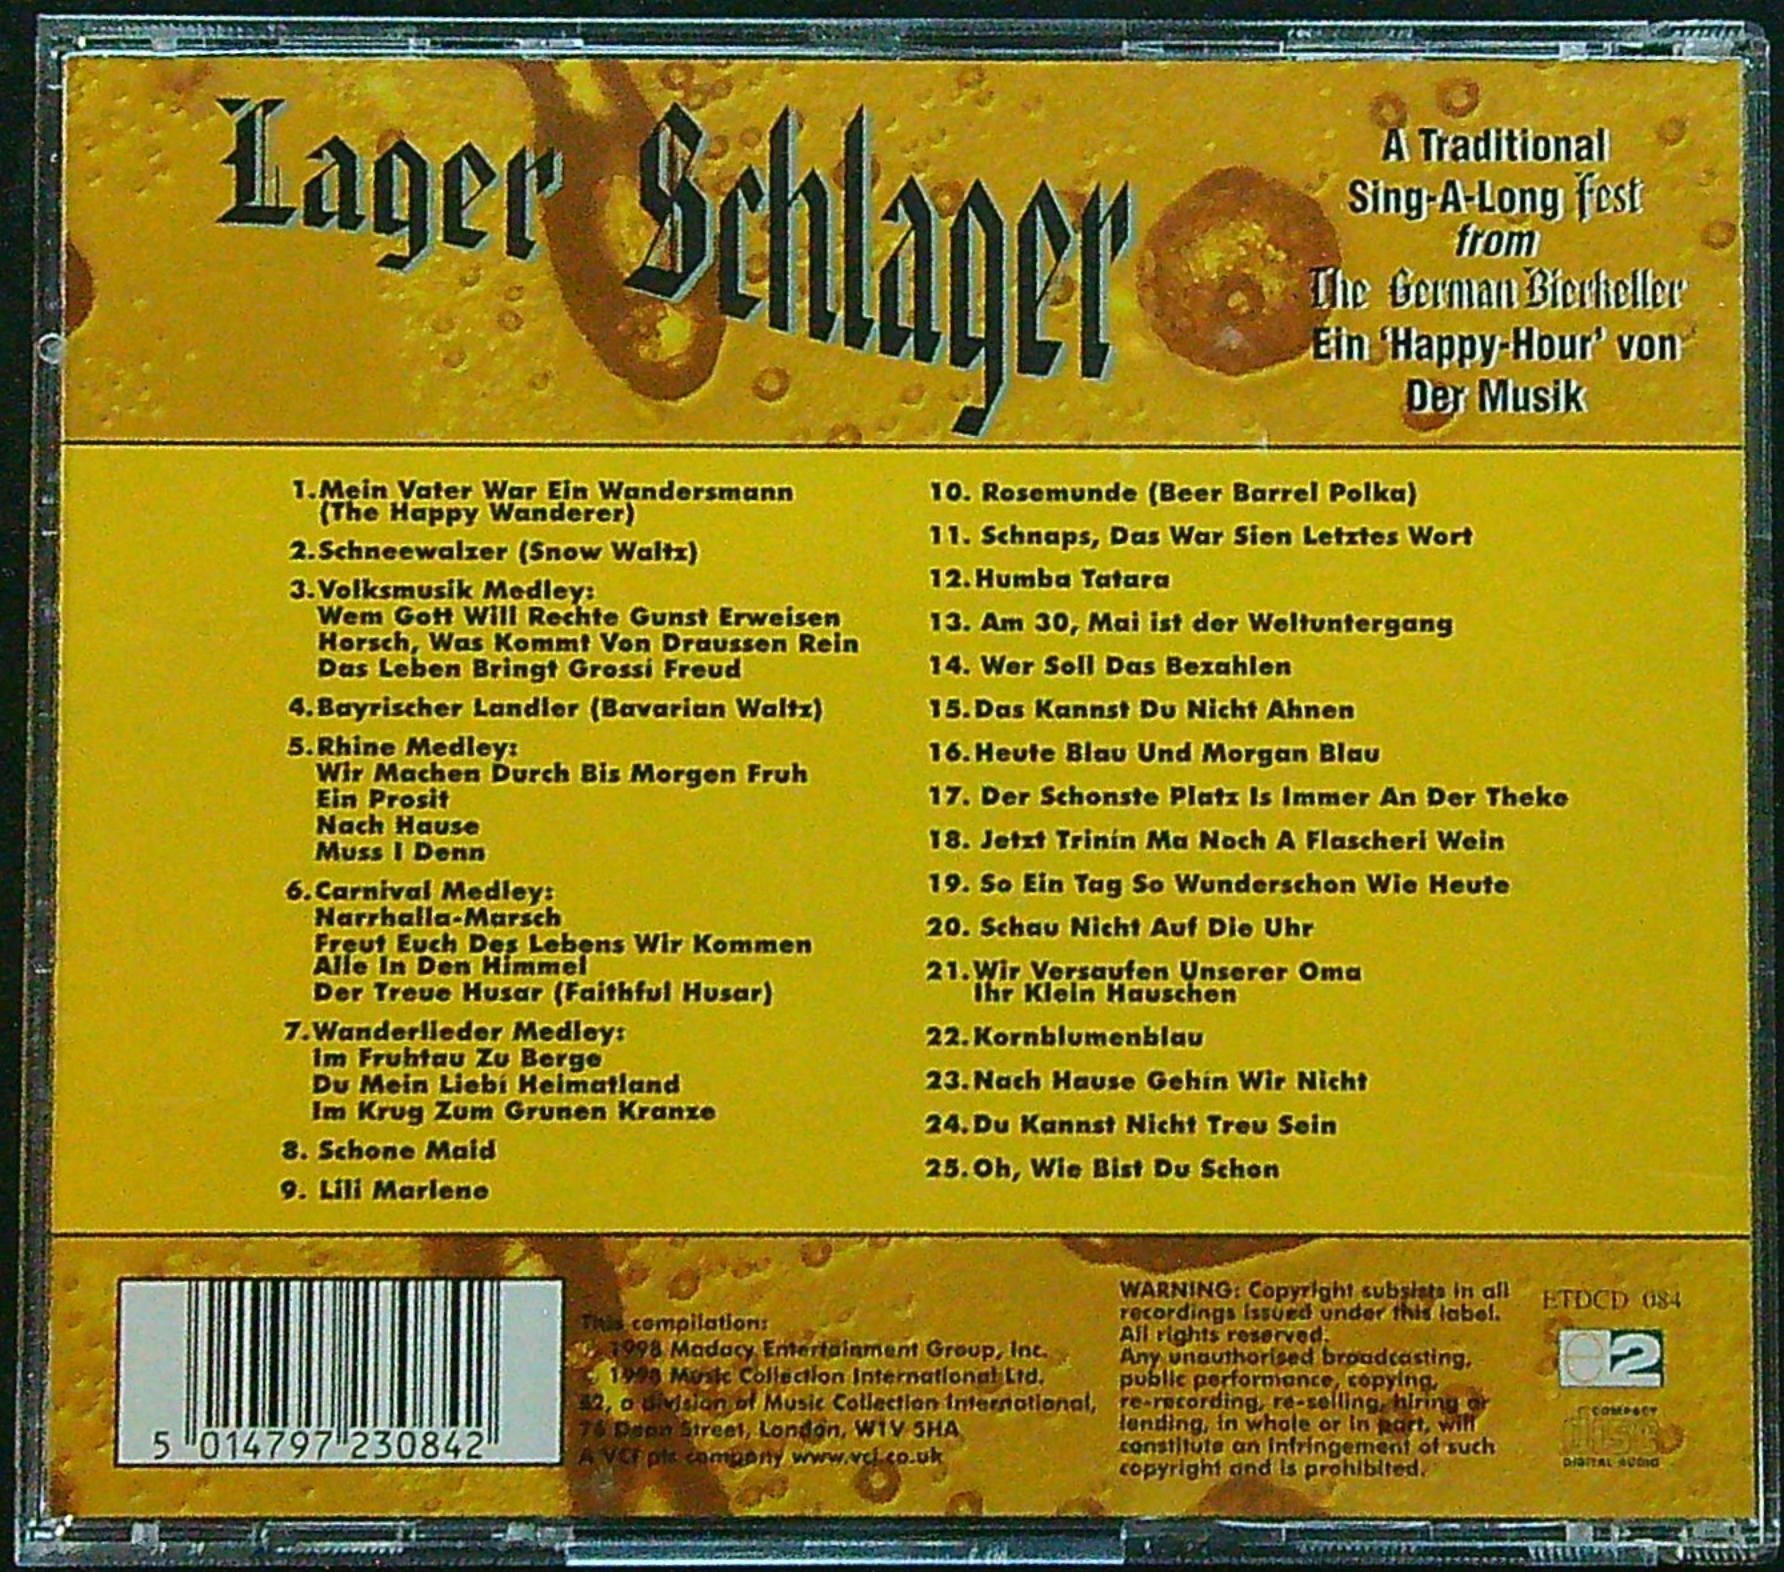 Lager Schlager
A Traditional
Sing-A-Long fest
from
The German Bierkeller
Ein 'Happy-Hour' von
Der Musik
1. Mein Vater War Ein Wandersmann
(The Happy Wanderer)
2. Schneewalzer (Snow Waltz)
3. Volksmusik Medley:
Wem Gott Will Rechte Gunst Erweisen
Horsch, Was Kommt Von Draussen Rein
Das Leben Bringt Grossi Freud
4. Bayrischer Landler (Bavarian Waltz)
5. Rhine Medley:
Wir Machen Durch Bis Morgen Fruh
Ein Prosit
Nach Hause
Muss I Denn
6. Carnival Medley:
Narrhalla-Marsch
Freut Euch Des Lebens Wir Kommen
Alle In Den Himmel
Der Treue Husar (Faithful Husar)
7. Wanderlieder Medley:
Im Fruhtau Zu Berge
Du Mein Liebi Heimatland
Im Krug Zum Grunen Kranze
8. Schone Maid
9. Lili Marlene
10. Rosemunde (Beer Barrel Polka)
11. Schnaps, Das War Sien Letztes Wort
12. Humba Tatara
13. Am 30, Mai ist der Weltuntergang
14. Wer Soll Das Bezahlen
15. Das Kannst Du Nicht Ahnen
16. Heute Blau Und Morgan Blau
17. Der Schonste Platz Is Immer An Der Theke
18. Jetzt Trinin Ma Noch A Flascheri Wein
19. So Ein Tag So Wunderschon Wie Heute
20. Schau Nicht Auf Die Uhr
21. Wir Versaufen Unserer Oma
Ihr Klein Hauschen
22. Kornblumenblau
23. Nach Hause Gehin Wir Nicht
24. Du Kannst Nicht Treu Sein
25. Oh, Wie Bist Du Schon
5 014797 230842
This compilation:
℗ 1998 Madacy Entertainment Group, Inc.
© 1998 Music Collection International Ltd.
e2, a division of Music Collection International,
76 Dean Street, London, W1V 5HA
A VCI plc company www.vci.co.uk
WARNING: Copyright subsists in all
recordings issued under this label.
All rights reserved.
Any unauthorised broadcasting,
public performance, copying,
re-recording, re-selling, hiring or
lending, in whole or in part, will
constitute an infringement of such
copyright and is prohibited.
ETDCD 084
e2
COMPACT
disc
DIGITAL AUDIO